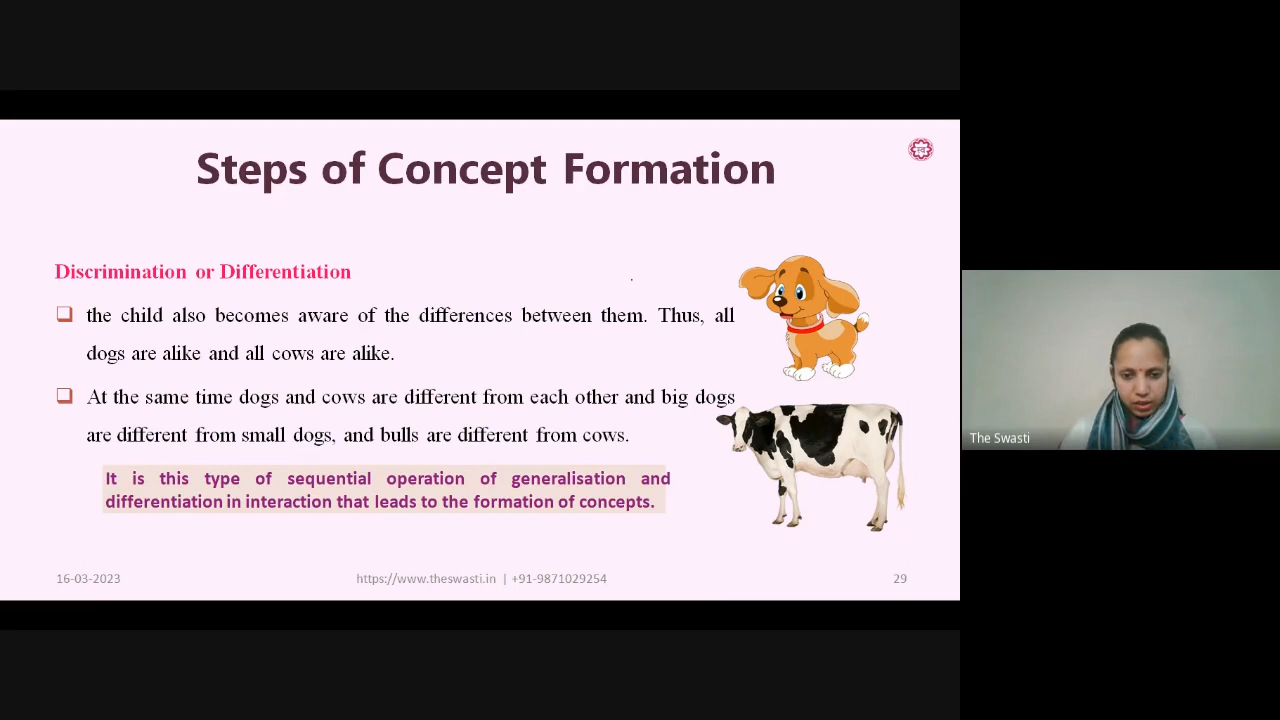 Steps of Concept Formation
Discrimination or Differentiation
the child also becomes aware of the differences between them. Thus, all
dogs are alike and all cows are alike.
At the same time dogs and cows are different from each other and big dogs
are different from small dogs, and bulls are different from cows.
It is this type of sequential operation of generalisation and
differentiation in interaction that leads to the formation of concepts.
16-03-2023
https://www.theswasti.in | +91-9871029254
29
The Swasti